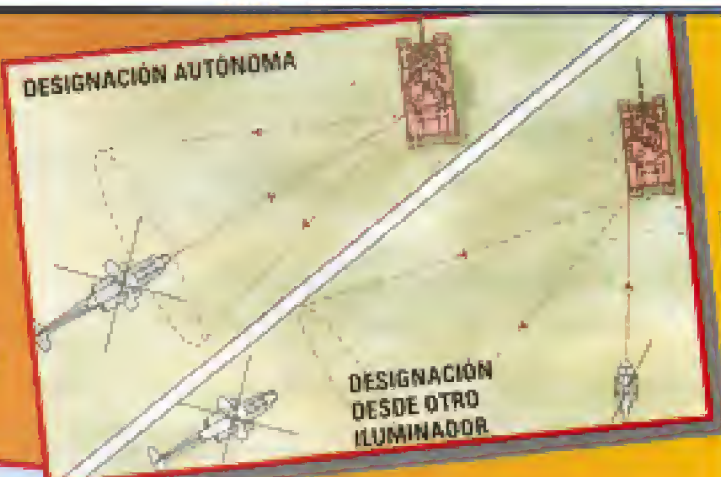 DESIGNACIÓN AUTÓNOMA
DESIGNACIÓN
DESDE OTRO
ILUMINADOR